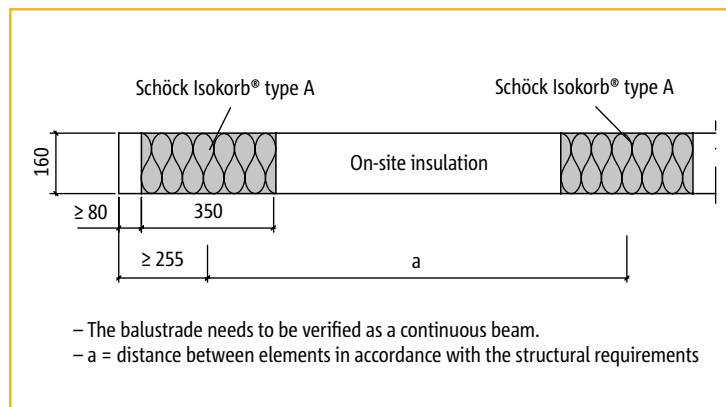 Schöck Isokorb® type A
Schöck Isokorb® type A
160
On-site insulation
≥ 80
350
≥ 255
a
– The balustrade needs to be verified as a continuous beam.
– a = distance between elements in accordance with the structural requirements